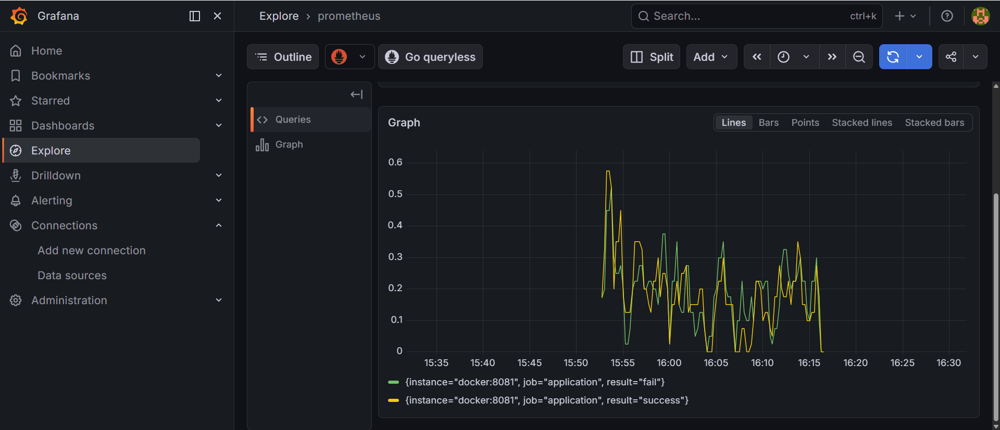 Grafana
Explore › prometheus
Search...
ctrl+k
Home
Bookmarks
Starred
Dashboards
Explore
Drilldown
Alerting
Connections
Add new connection
Data sources
Administration
Outline
Go queryless
Split
Add
Queries
Graph
Graph
Lines Bars Points Stacked lines Stacked bars
0.6
0.5
0.4
0.3
0.2
0.1
0
15:35 15:40 15:45 15:50 15:55 16:00 16:05 16:10 16:15 16:20 16:25 16:30
{instance="docker:8081", job="application", result="fail"}
{instance="docker:8081", job="application", result="success"}